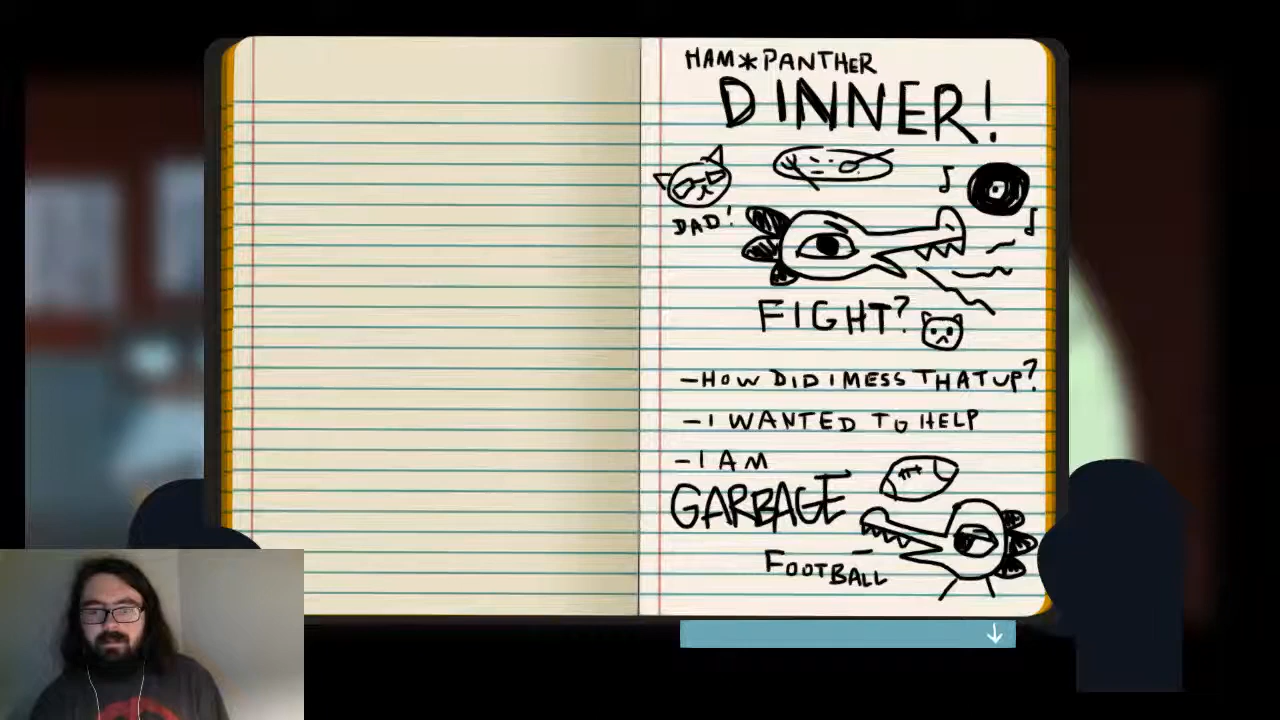 HAM*PANTHER
DINNER!
DAD!
FIGHT?
-HOW DID I MESS THAT UP?
-I WANTED TO HELP
-I AM
GARBAGE
FOOTBALL